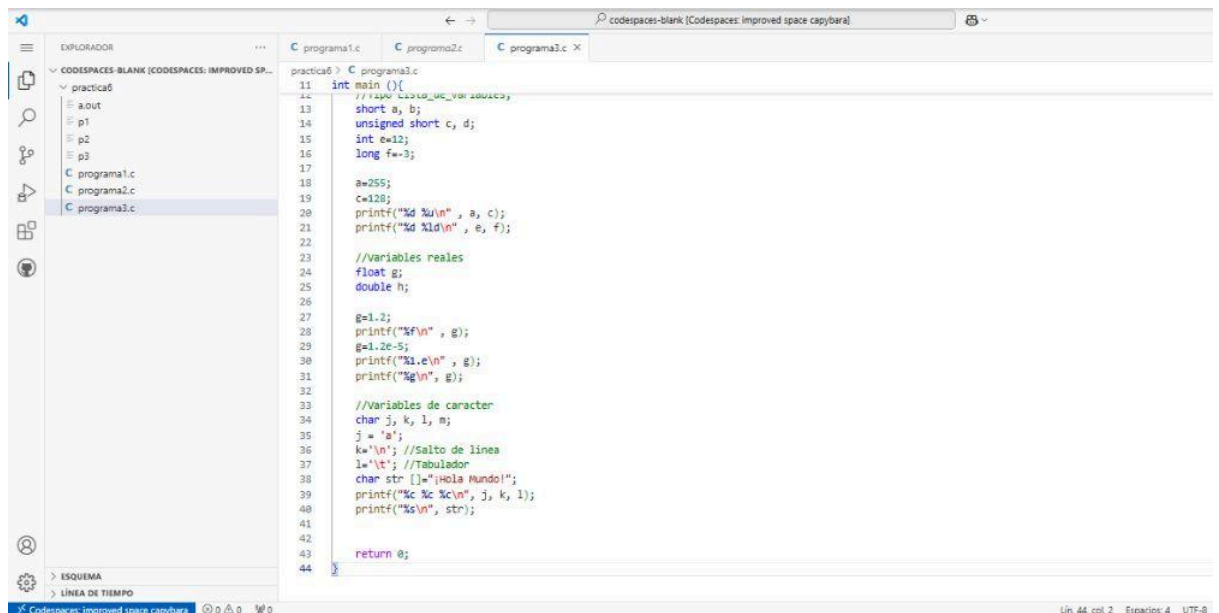 codespaces-blank [Codespaces: improved space capybara]
EXPLORADOR
CODESPACES-BLANK [CODESPACES: IMPROVED SP...
practica6
a.out
p1
p2
p3
programa1.c
programa2.c
programa3.c
C programa1.c C programa2.c C programa3.c
practica6 > C programa3.c
11 int main (){
12 //Tipo Lista_de_variables;
13 short a, b;
14 unsigned short c, d;
15 int e=12;
16 long f=-3;
17
18 a=255;
19 c=128;
20 printf("%d %u\n" , a, c);
21 printf("%d %ld\n" , e, f);
22
23 //Variables reales
24 float g;
25 double h;
26
27 g=1.2;
28 printf("%f\n" , g);
29 g=1.2e-5;
30 printf("%1.e\n" , g);
31 printf("%g\n", g);
32
33 //Variables de caracter
34 char j, k, l, m;
35 j = 'a';
36 k='\n'; //Salto de linea
37 l='\t'; //Tabulador
38 char str []="¡Hola Mundo!";
39 printf("%c %c %c\n", j, k, l);
40 printf("%s\n", str);
41
42
43 return 0;
44 }
ESQUEMA
LÍNEA DE TIEMPO
Codespaces: improved space capybara 0 0 0
Lín. 44, col. 2 Espacios: 4 UTF-8